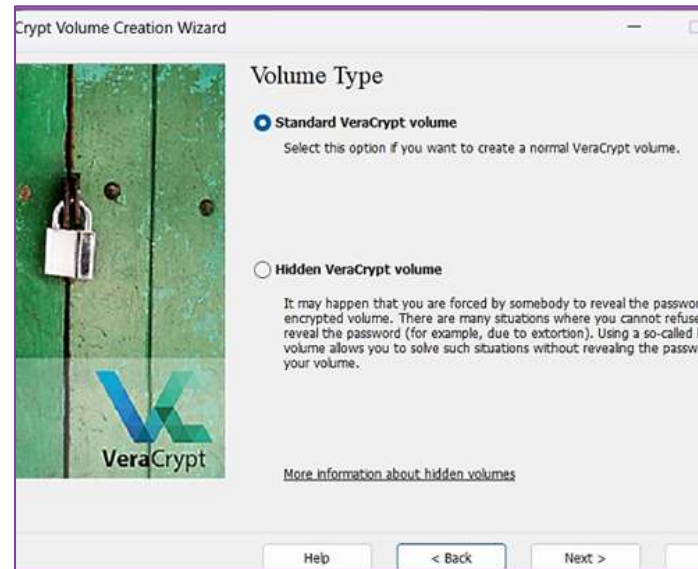 Crypt Volume Creation Wizard
Volume Type
Standard VeraCrypt volume
Select this option if you want to create a normal VeraCrypt volume.
Hidden VeraCrypt volume
It may happen that you are forced by somebody to reveal the
encrypted volume. There are many situations where you cannot refuse
reveal the password (for example, due to extortion). Using a so-called
volume allows you to solve such situations without revealing the
your volume.
VeraCrypt
More information about hidden volumes
Help
< Back
Next >